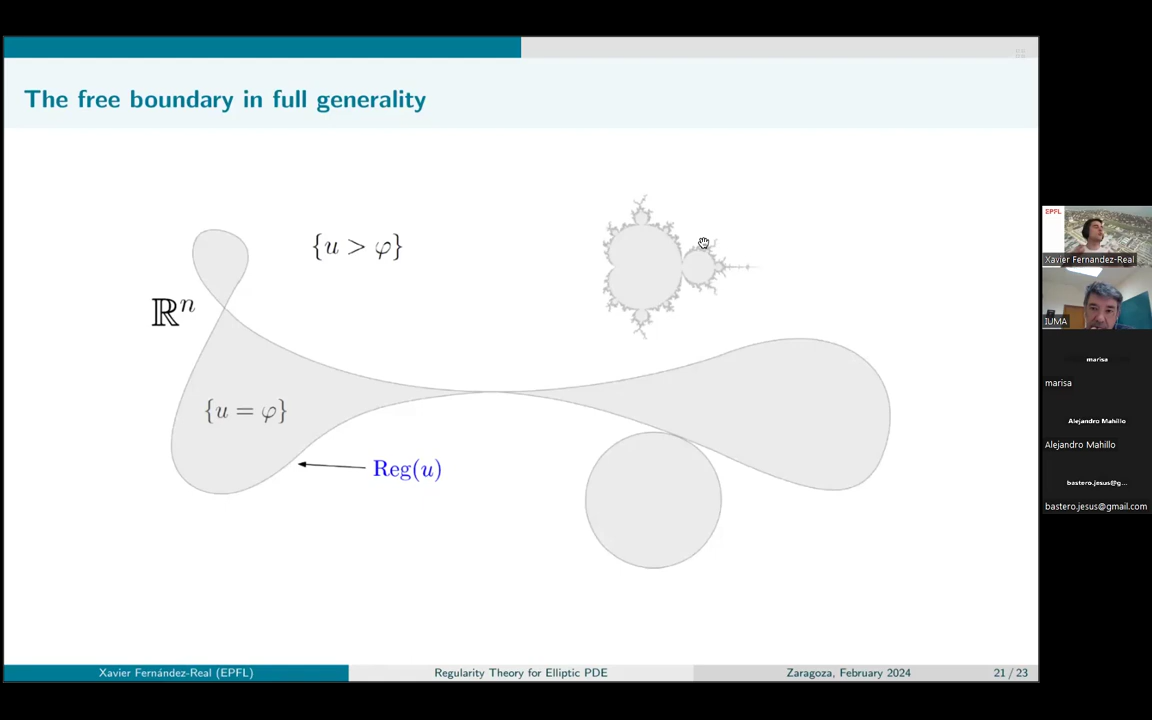 The free boundary in full generality
{u > φ}
ℝⁿ
{u = φ}
Reg(u)
Xavier Fernández-Real (EPFL)
Regularity Theory for Elliptic PDE
Zaragoza, February 2024
21 / 23
EPFL
Xavier Fernandez-Real
IUMA
marisa
marisa
Alejandro Mahillo
Alejandro Mahillo
bastero.jesus@g...
bastero.jesus@gmail.com